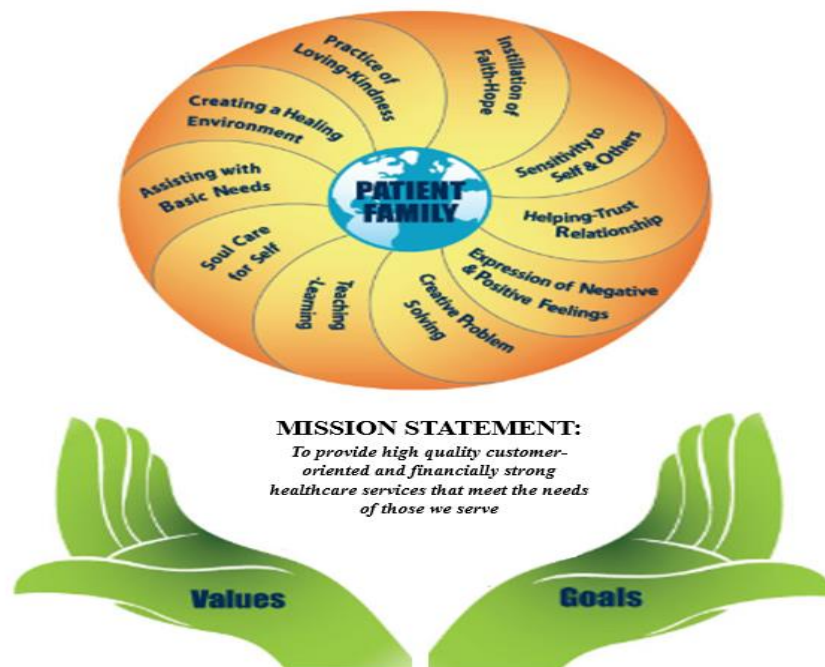 Practice of
Loving-Kindness
Instillation of
Faith-Hope
Creating a Healing
Environment
Sensitivity to
Self & Others
Assisting with
Basic Needs
PATIENT
FAMILY
Helping-Trust
Relationship
Soul Care
for Self
Expression of Negative
& Positive Feelings
Teaching
-Learning
Creative Problem
Solving
MISSION STATEMENT:
To provide high quality customer-
oriented and financially strong
healthcare services that meet the needs
of those we serve
Values
Goals